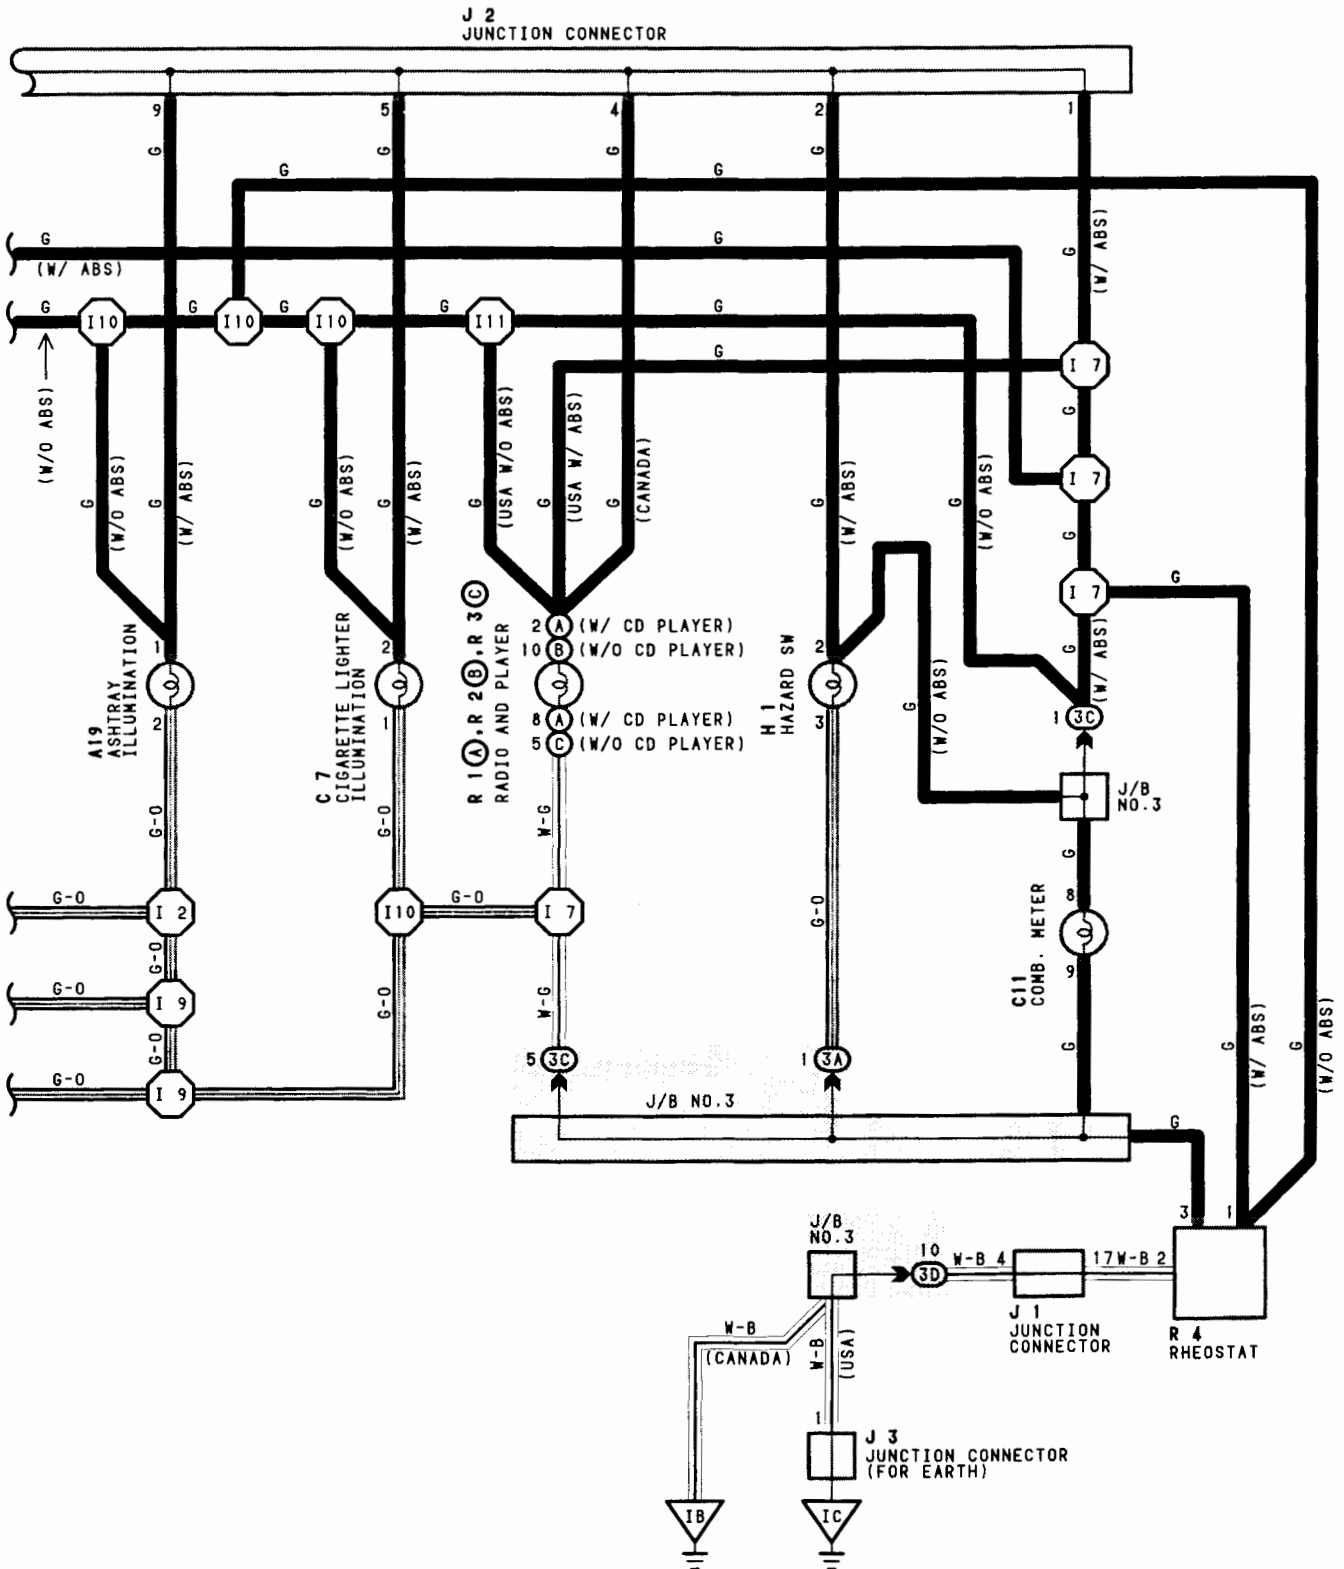 J 2
JUNCTION CONNECTOR
9
5
4
2
1
G
G
G
G
G
G
G
G
(W/ ABS)
G
G
(W/ ABS)
G
I10
G
I10
G
I10
G
I11
G
G
I 7
(W/O ABS)
G
I 7
G
(W/O ABS)
G
(W/ ABS)
G
(W/O ABS)
G
(W/ ABS)
G
(USA W/O ABS)
G
(USA W/ ABS)
G
(CANADA)
G
(W/ ABS)
G
(W/O ABS)
G
I 7
G
G
(W/ ABS)
1
2
2 A (W/ CD PLAYER)
10 B (W/O CD PLAYER)
2
A19
ASHTRAY
ILLUMINATION
C 7
CIGARETTE LIGHTER
ILLUMINATION
R 1 A, R 2 B, R 3 C
RADIO AND PLAYER
H 1
HAZARD SW
G
(W/O ABS)
1 3C
2
1
8 A (W/ CD PLAYER)
5 C (W/O CD PLAYER)
3
J/B
NO.3
G-O
G-O
W-G
G-O
G
8
C11
COMB. METER
9
G-O
I 2
I10
G-O
I 7
G-O
G-O
I 9
G-O
W-G
G-O
G-O
I 9
5 3C
1 3A
G
G
(W/ ABS)
G
(W/O ABS)
J/B NO.3
G
3
1
J/B
NO.3
10
3D
W-B 4
17 W-B 2
J 1
JUNCTION
CONNECTOR
R 4
RHEOSTAT
W-B
(CANADA)
W-B
(USA)
1
J 3
JUNCTION CONNECTOR
(FOR EARTH)
IB
IC